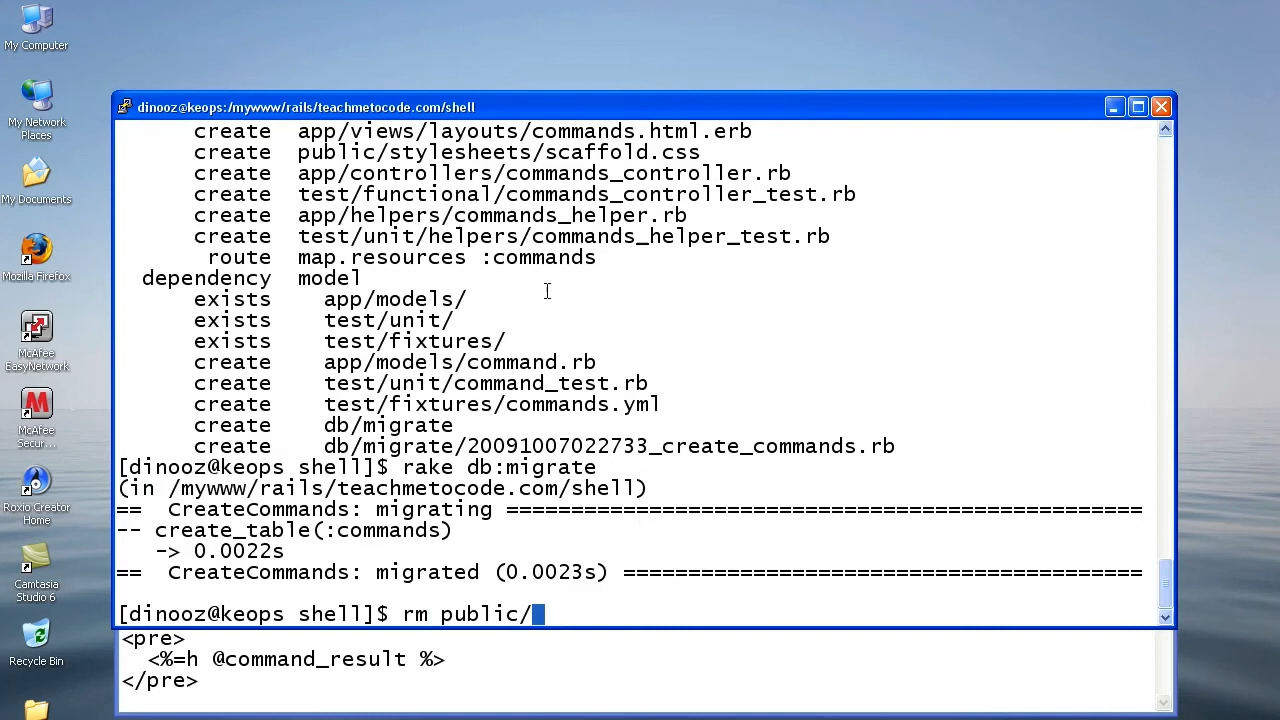 My Computer
My Network
Places
My Documents
Mozilla Firefox
McAfee
EasyNetwork
McAfee
Secur...
Roxio Creator
Home
Camtasia
Studio 6
Recycle Bin
dinooz@keops:/mywww/rails/teachmetocode.com/shell
create  app/views/layouts/commands.html.erb
create  public/stylesheets/scaffold.css
create  app/controllers/commands_controller.rb
create  test/functional/commands_controller_test.rb
create  app/helpers/commands_helper.rb
create  test/unit/helpers/commands_helper_test.rb
route  map.resources :commands
dependency  model
exists    app/models/
exists    test/unit/
exists    test/fixtures/
create    app/models/command.rb
create    test/unit/command_test.rb
create    test/fixtures/commands.yml
create    db/migrate
create    db/migrate/20091007022733_create_commands.rb
[dinooz@keops shell]$ rake db:migrate
(in /mywww/rails/teachmetocode.com/shell)
==  CreateCommands: migrating =================================================
-- create_table(:commands)
   -> 0.0022s
==  CreateCommands: migrated (0.0023s) ========================================
[dinooz@keops shell]$ rm public/
<pre>
  <%=h @command_result %>
</pre>